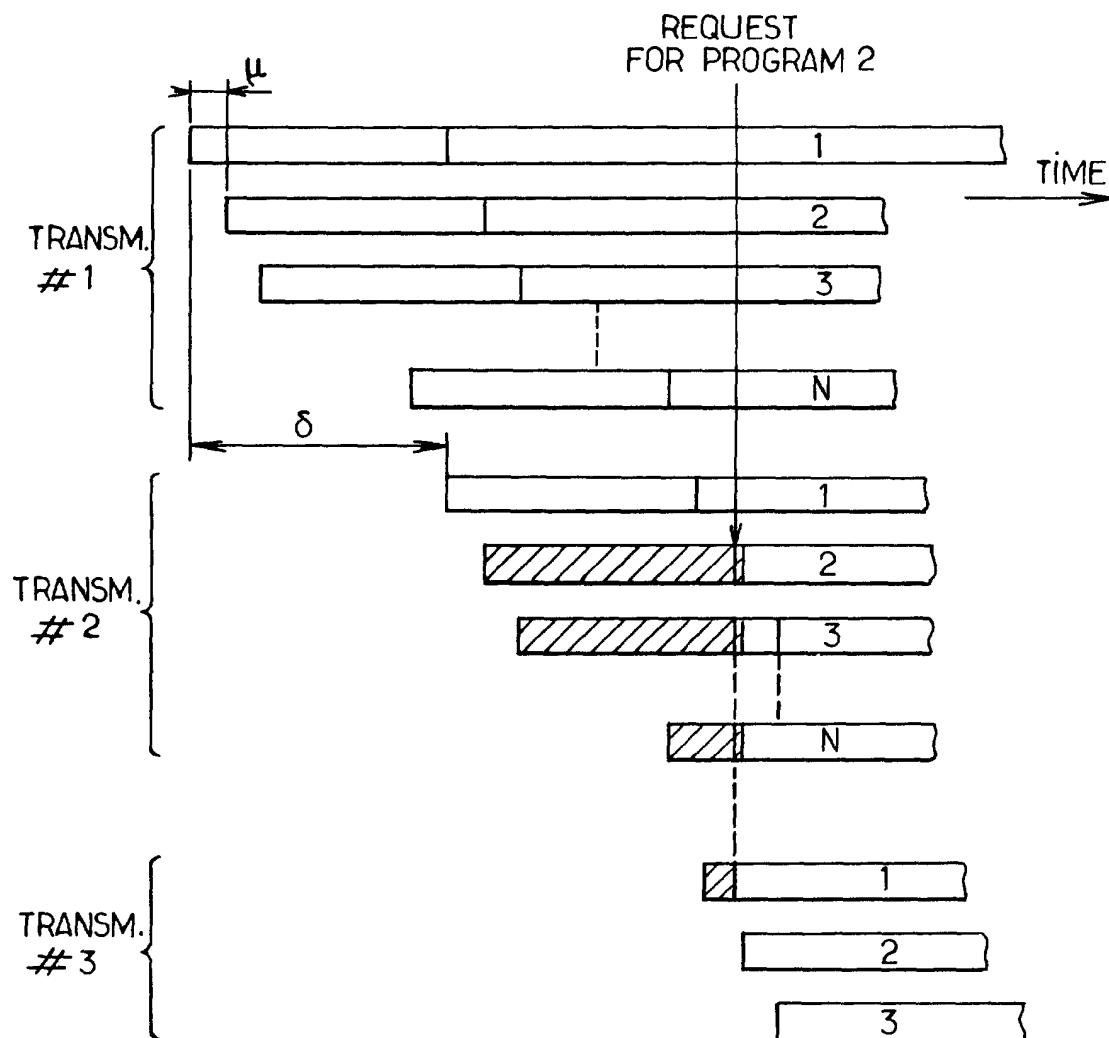 REQUEST
FOR PROGRAM 2
μ
1
TIME
2
TRANSM.
#1
3
N
δ
1
2
TRANSM.
#2
3
N
1
TRANSM.
#3
2
3